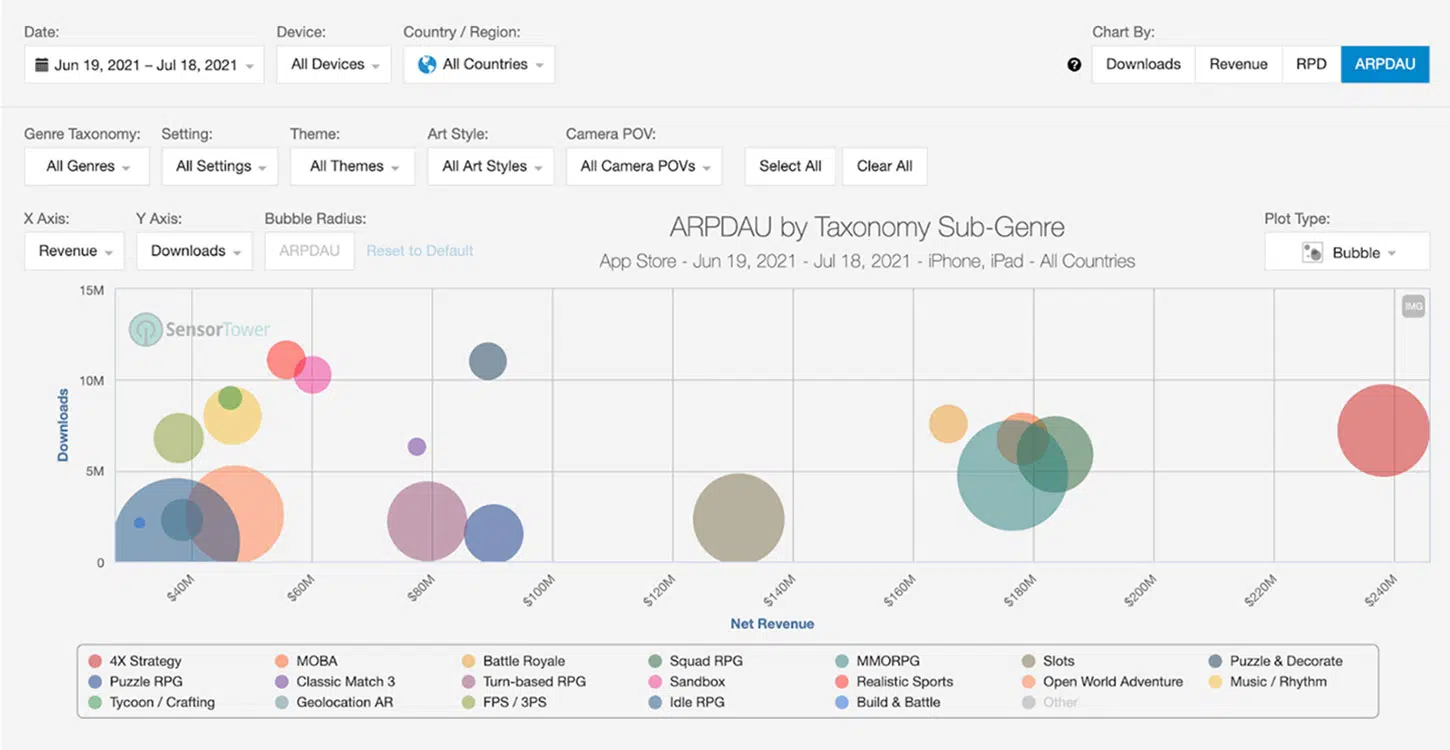 Date: Device: Country / Region: Chart By:
Jun 19, 2021 – Jul 18, 2021 All Devices All Countries ? Downloads Revenue RPD ARPDAU
Genre Taxonomy: Setting: Theme: Art Style: Camera POV:
All Genres All Settings All Themes All Art Styles All Camera POVs Select All Clear All
X Axis: Y Axis: Bubble Radius: ARPDAU by Taxonomy Sub-Genre Plot Type:
Revenue Downloads ARPDAU Reset to Default Bubble
App Store - Jun 19, 2021 - Jul 18, 2021 - iPhone, iPad - All Countries
15M
IMG
SensorTower
10M
Downloads
5M
0
$40M $60M $80M $100M $120M $140M $160M $180M $200M $220M $240M
Net Revenue
4X Strategy MOBA Battle Royale Squad RPG MMORPG Slots Puzzle & Decorate
Puzzle RPG Classic Match 3 Turn-based RPG Sandbox Realistic Sports Open World Adventure Music / Rhythm
Tycoon / Crafting Geolocation AR FPS / 3PS Idle RPG Build & Battle Other